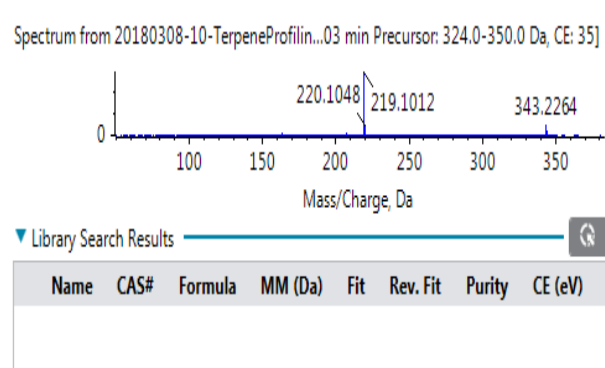 Spectrum from 20180308-10-TerpeneProfilin...03 min Precursor: 324.0-350.0 Da, CE: 35]
220.1048
219.1012
343.2264
0
100 150 200 250 300 350
Mass/Charge, Da
Library Search Results
Name CAS# Formula MM (Da) Fit Rev. Fit Purity CE (eV)